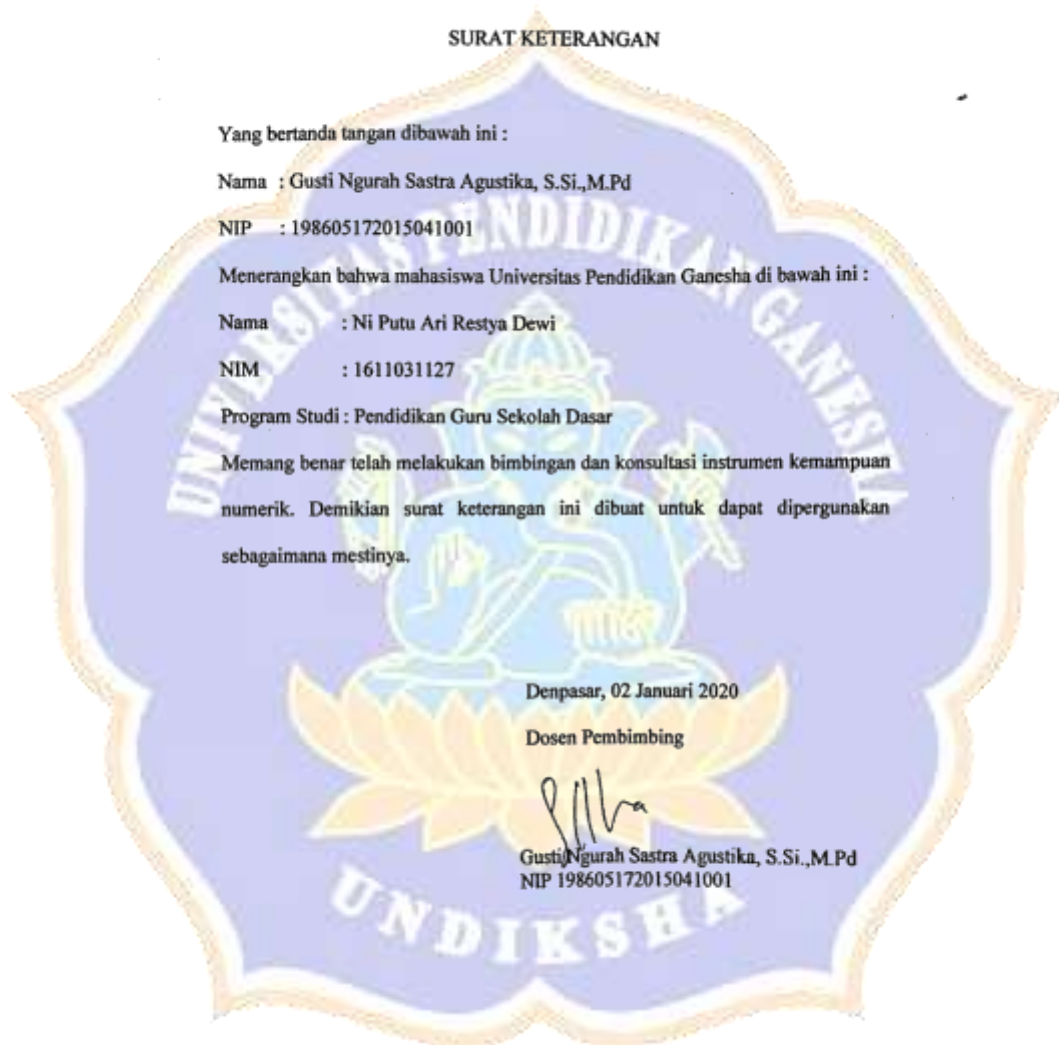 SURAT KETERANGAN
Yang bertanda tangan dibawah ini :
Nama : Gusti Ngurah Sastra Agustika, S.Si.,M.Pd
NIP : 198605172015041001
Menerangkan bahwa mahasiswa Universitas Pendidikan Ganesha di bawah ini :
Nama : Ni Putu Ari Restya Dewi
NIM : 1611031127
Program Studi : Pendidikan Guru Sekolah Dasar
Memang benar telah melakukan bimbingan dan konsultasi instrumen kemampuan
numerik. Demikian surat keterangan ini dibuat untuk dapat dipergunakan
sebagaimana mestinya.
Denpasar, 02 Januari 2020
Dosen Pembimbing
Gusti Ngurah Sastra Agustika, S.Si.,M.Pd
NIP 198605172015041001
UNIVERSITAS PENDIDIKAN GANESHA
UNDIKSHA